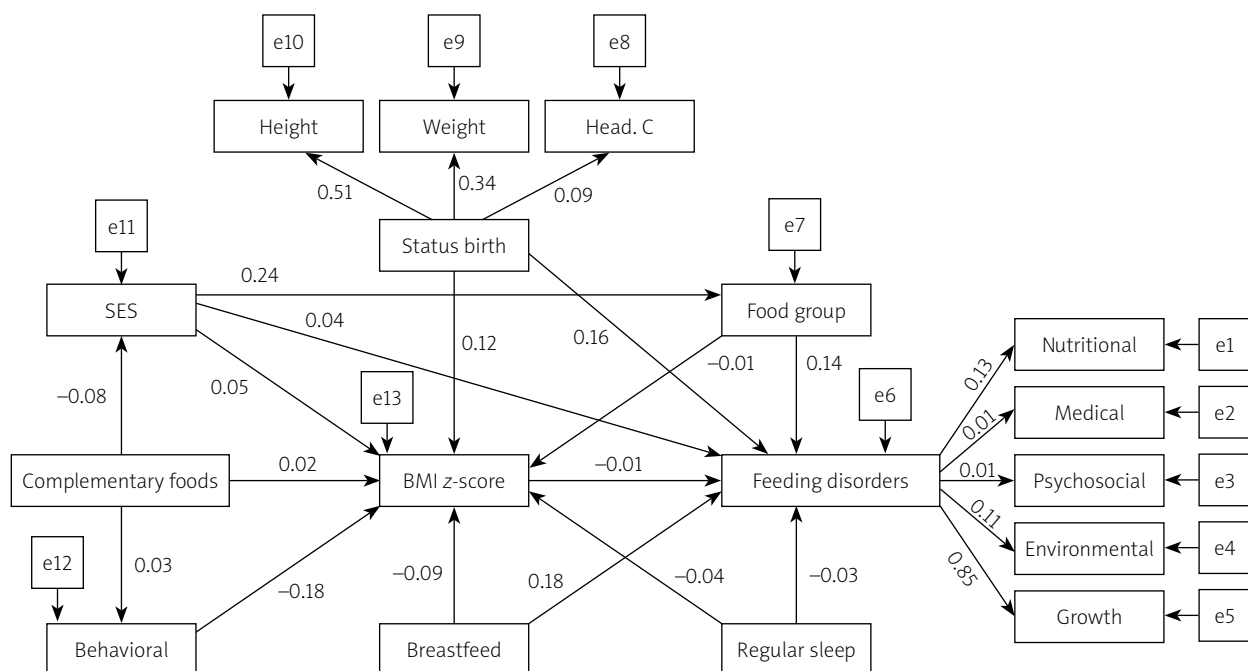 e10
e9
e8
Height
Weight
Head. C
0.51
0.34
0.09
e11
Status birth
e7
0.24
SES
Food group
0.04
0.12
0.16
–0.01
0.14
Nutritional
e1
–0.08
0.05
e13
e6
0.13
Medical
e2
0.01
Complementary foods
0.02
BMI z-score
–0.01
Feeding disorders
0.01
Psychosocial
e3
0.11
Environmental
e4
e12
0.03
–0.18
–0.09
0.18
–0.04
–0.03
0.85
Growth
e5
Behavioral
Breastfeed
Regular sleep